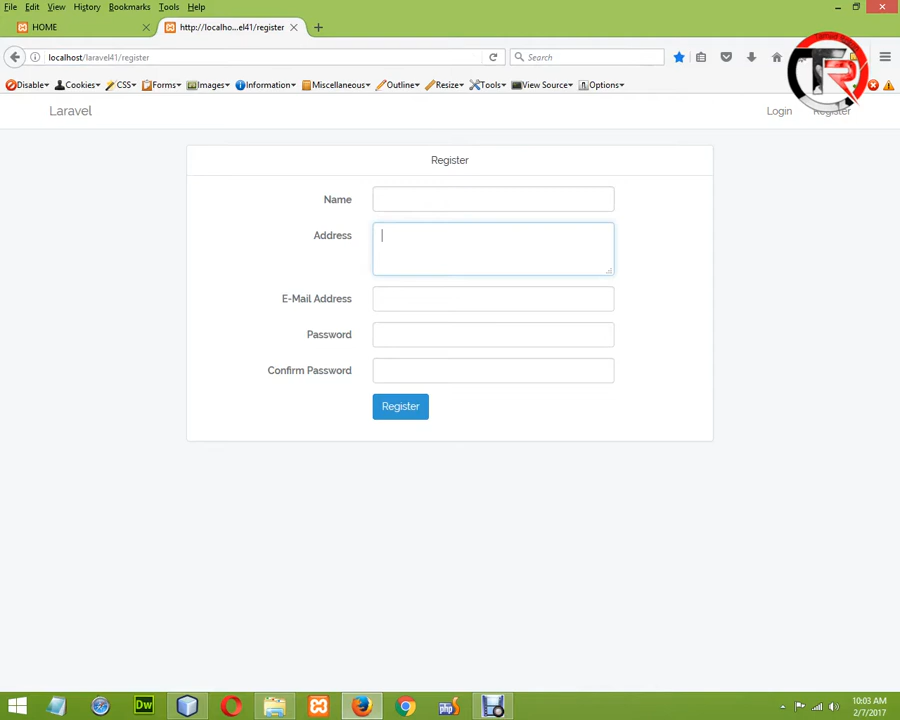 File Edit View History Bookmarks Tools Help
HOME
http://localho...el41/register
localhost/laravel41/register
Search
Disable Cookies CSS Forms Images Information Miscellaneous Outline Resize Tools View Source Options
Laravel
Login
Register
Register
Name
Address
E-Mail Address
Password
Confirm Password
Register
Dw
php
10:03 AM
2/7/2017